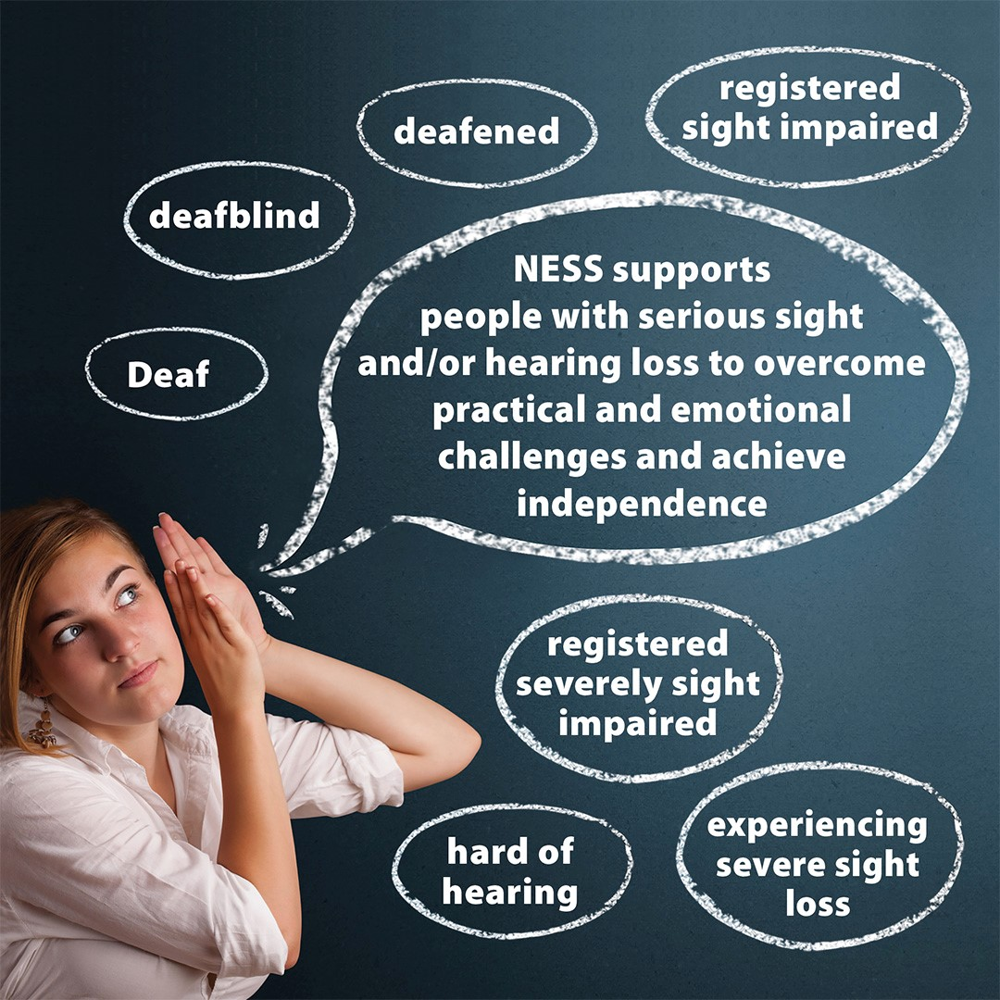 registered
sight impaired
deafened
deafblind
NESS supports
people with serious sight
and/or hearing loss to overcome
practical and emotional
challenges and achieve
independence
Deaf
registered
severely sight
impaired
experiencing
severe sight
loss
hard of
hearing